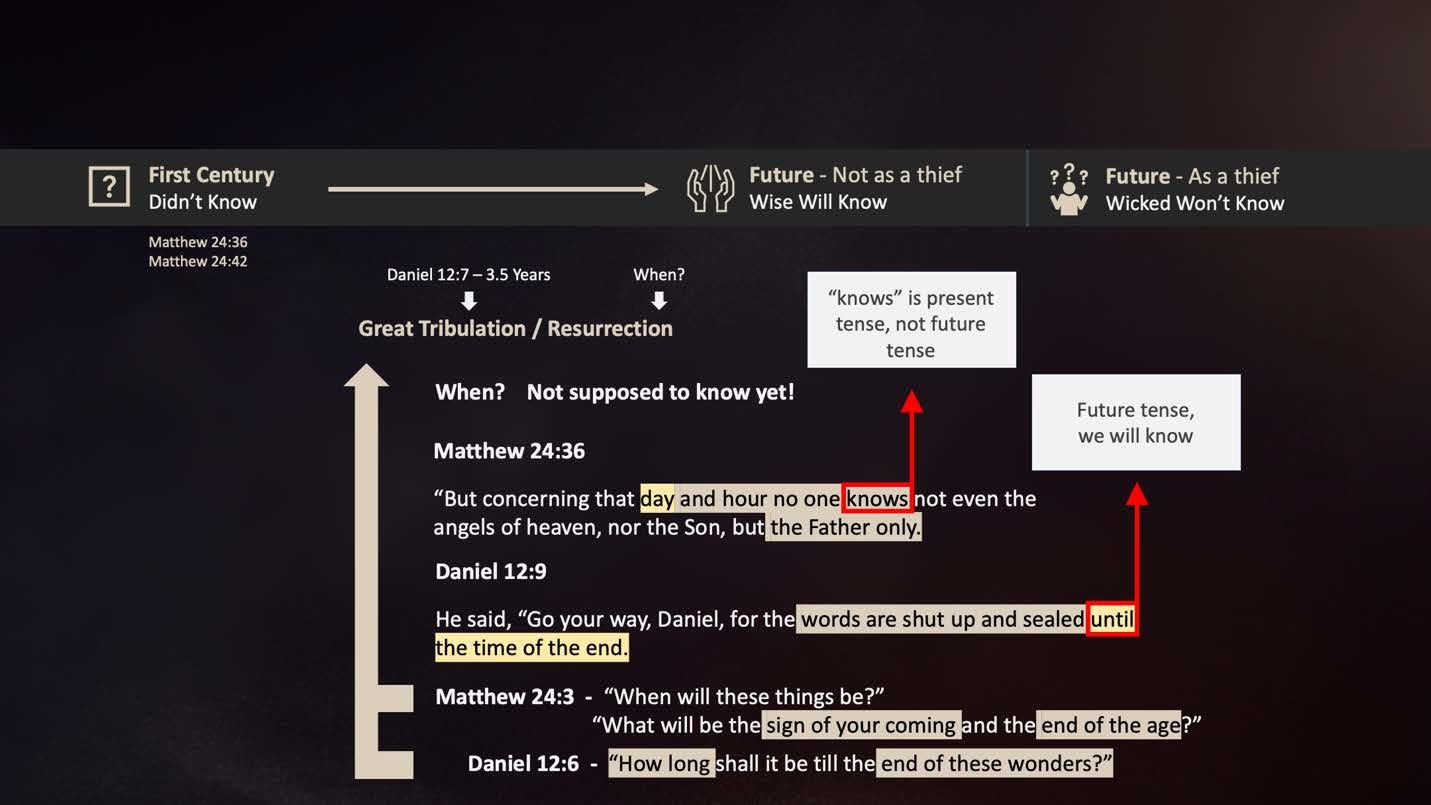 ?
First Century
Didn’t Know
Future - Not as a thief
Wise Will Know
? ? ?
Future - As a thief
Wicked Won’t Know
Matthew 24:36
Matthew 24:42
Daniel 12:7 – 3.5 Years
When?
Great Tribulation / Resurrection
“knows” is present
tense, not future
tense
When? Not supposed to know yet!
Future tense,
we will know
Matthew 24:36
“But concerning that day and hour no one knows not even the
angels of heaven, nor the Son, but the Father only.
Daniel 12:9
He said, “Go your way, Daniel, for the words are shut up and sealed until
the time of the end.
Matthew 24:3 - “When will these things be?”
“What will be the sign of your coming and the end of the age?”
Daniel 12:6 - “How long shall it be till the end of these wonders?”